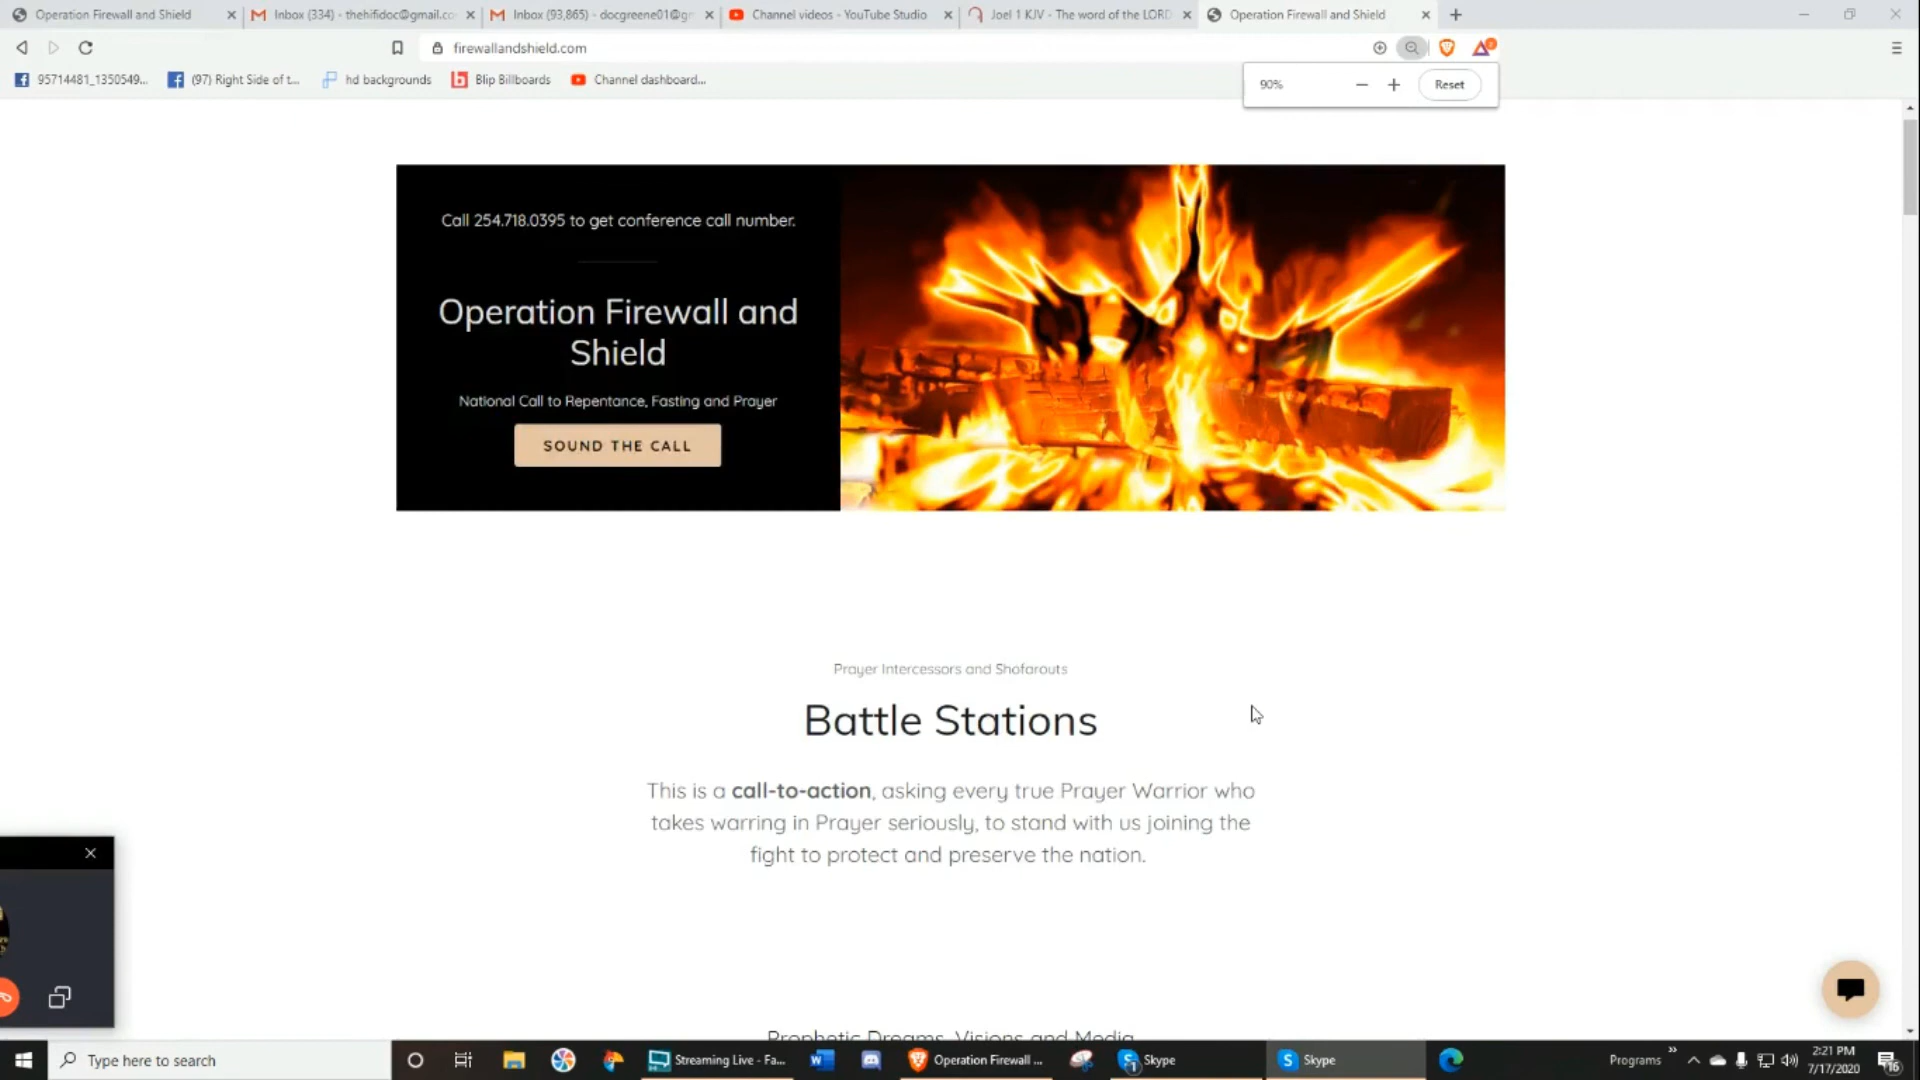 Operation Firewall and Shield
Inbox (334) - thehifidoc@gmail.co
Inbox (93,865) - docgreene01@g
Channel videos - YouTube Studio
Joel 1 KJV - The word of the LORD
Operation Firewall and Shield
firewallandshield.com
95714481_1350549...
(97) Right Side of t...
hd backgrounds
Blip Billboards
Channel dashboard...
90%
Reset
Call 254.718.0395 to get conference call number.
Operation Firewall and
Shield
National Call to Repentance, Fasting and Prayer
SOUND THE CALL
Prayer Intercessors and Shofarouts
Battle Stations
This is a call-to-action, asking every true Prayer Warrior who
takes warring in Prayer seriously, to stand with us joining the
fight to protect and preserve the nation.
Prophetic Dreams, Visions and Media
Type here to search
Streaming Live - Fa...
Operation Firewall ...
Skype
Skype
Programs
2:21 PM
7/17/2020
16